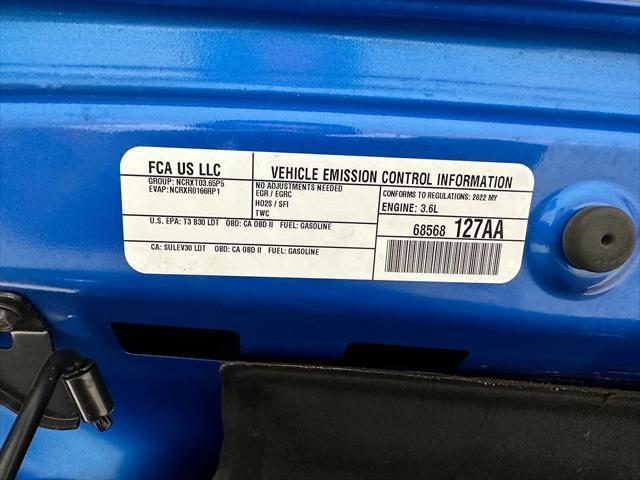 FCA US LLC
GROUP: NCRXT03.65P5
EVAP:NCRXR0166RP1
VEHICLE EMISSION CONTROL INFORMATION
NO ADJUSTMENTS NEEDED
EGR / EGRC
HO2S / SFI
TWC
CONFORMS TO REGULATIONS: 2022 MY
ENGINE: 3.6L
U.S. EPA: T3 B30 LDT OBD: CA OBD II FUEL: GASOLINE
CA: SULEV30 LDT OBD: CA OBD II FUEL: GASOLINE
68568 127AA